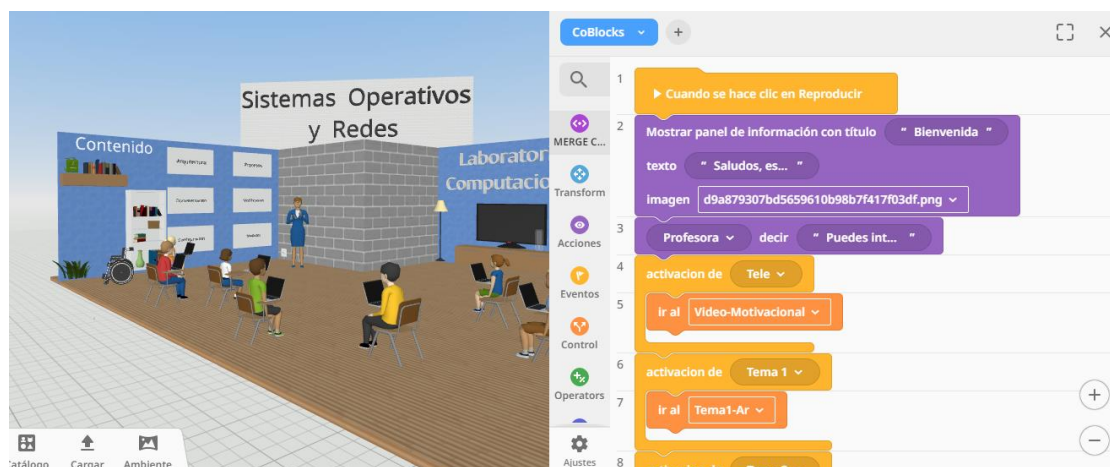 Sistemas Operativos
y Redes
Contenido
Arquitectura
Procesos
Laborator
Computacio
Catálogo
Cargar
Ambiente
CoBlocks
+
MERGE C...
Transform
Acciones
Eventos
Control
Operators
Ajustes
1
Cuando se hace clic en Reproducir
2
Mostrar panel de información con título “ Bienvenida ”
texto “ Saludos, es... ”
imagen d9a879307bd5659610b98b7f417f03df.png
3
Profesora decir “ Puedes int... ”
4
activacion de Tele
5
ir al Video-Motivacional
6
activacion de Tema 1
7
ir al Tema1-Ar
8
+
−